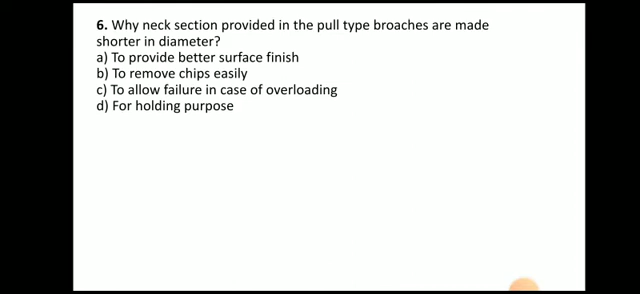 6. Why neck section provided in the pull type broaches are made
shorter in diameter?
a) To provide better surface finish
b) To remove chips easily
c) To allow failure in case of overloading
d) For holding purpose